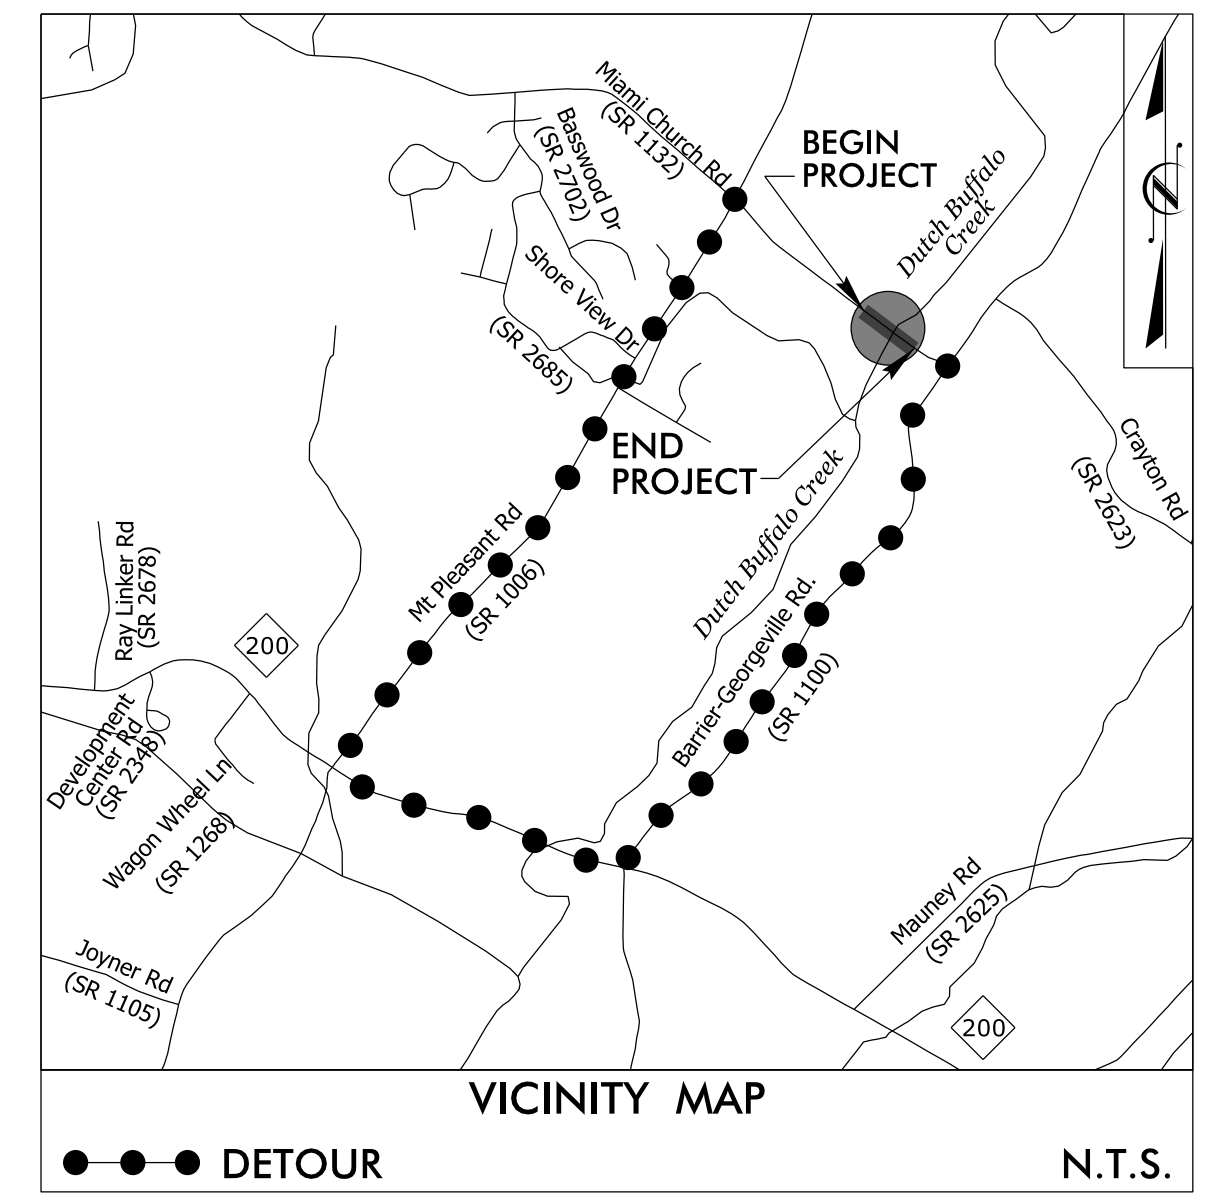 Miami Church Rd
(SR 1132)
Basswood Dr
(SR 2702)
BEGIN
PROJECT
Dutch Buffalo
Creek
N
Shore View Dr
(SR 2685)
END
PROJECT
Crayton Rd
(SR 2623)
Dutch Buffalo Creek
Mt Pleasant Rd
(SR 1006)
Ray Linker Rd
(SR 2678)
200
Barrier-Georgeville Rd.
(SR 1100)
Development
Center Rd
(SR 2348)
Wagon Wheel Ln
(SR 1268)
Mauney Rd
(SR 2625)
Joyner Rd
(SR 1105)
200
VICINITY MAP
DETOUR
N.T.S.